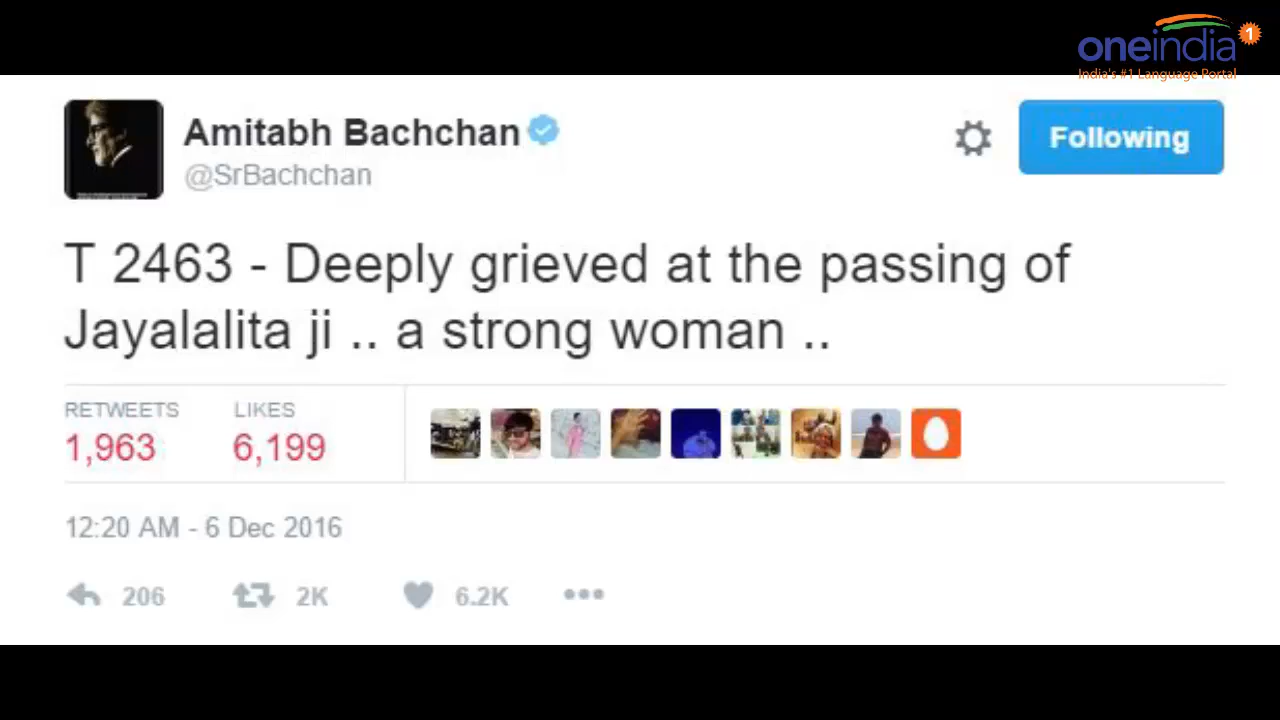 oneindia 1
India's #1 Language Portal
Amitabh Bachchan
@SrBachchan
Following
T 2463 - Deeply grieved at the passing of
Jayalalita ji .. a strong woman ..
RETWEETS LIKES
1,963 6,199
12:20 AM - 6 Dec 2016
206 2K 6.2K